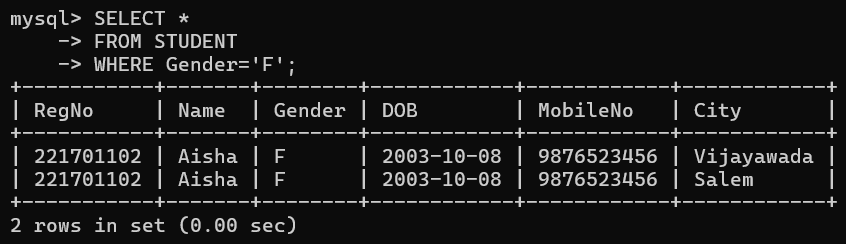 mysql> SELECT *
    -> FROM STUDENT
    -> WHERE Gender='F';
+-----------+-------+--------+------------+------------+------------+
| RegNo     | Name  | Gender | DOB        | MobileNo   | City       |
+-----------+-------+--------+------------+------------+------------+
| 221701102 | Aisha | F      | 2003-10-08 | 9876523456 | Vijayawada |
| 221701102 | Aisha | F      | 2003-10-08 | 9876523456 | Salem      |
+-----------+-------+--------+------------+------------+------------+
2 rows in set (0.00 sec)